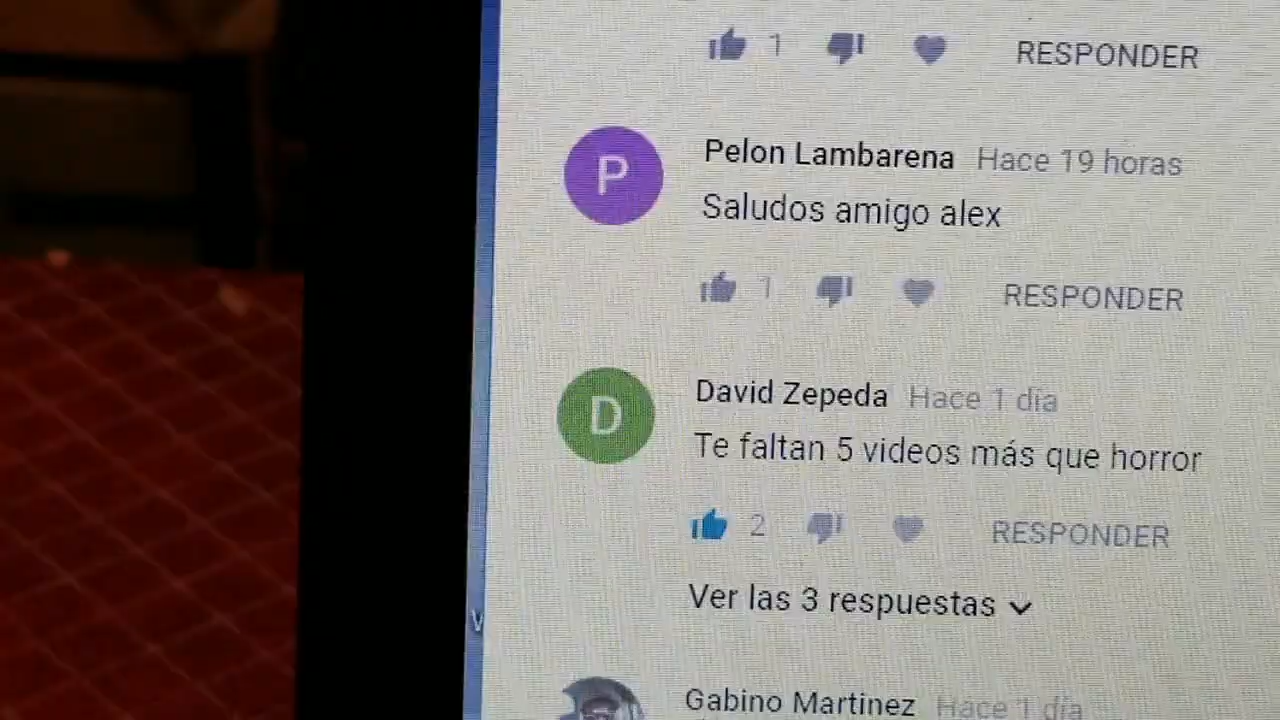 1 RESPONDER
P
Pelon Lambarena Hace 19 horas
Saludos amigo alex
1 RESPONDER
D
David Zepeda Hace 1 día
Te faltan 5 videos más que horror
2 RESPONDER
Ver las 3 respuestas
V
Gabino Martinez Hace 1 día